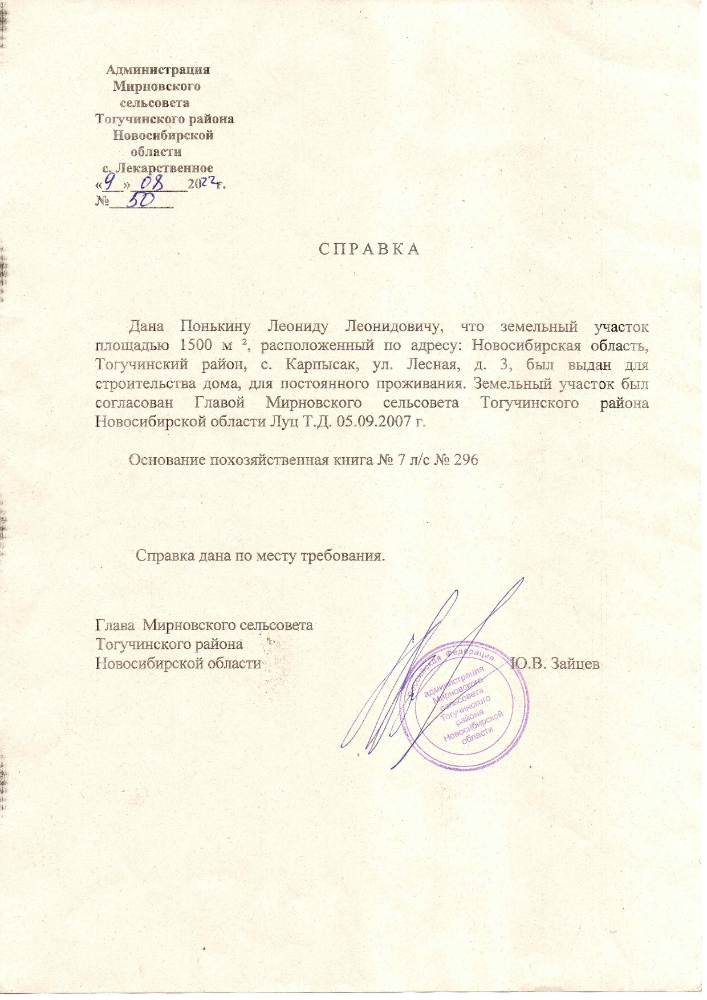 Администрация
Мирновского
сельсовета
Тогучинского района
Новосибирской
области
с. Лекарственное
«9»   08   2022г.
№   50
СПРАВКА
Дана Понькину Леониду Леонидовичу, что земельный участок
площадью 1500 м ², расположенный по адресу: Новосибирская область,
Тогучинский район, с. Карпысак, ул. Лесная, д. 3, был выдан для
строительства дома, для постоянного проживания. Земельный участок был
согласован Главой Мирновского сельсовета Тогучинского района
Новосибирской области Луц Т.Д. 05.09.2007 г.
Основание похозяйственная книга № 7 л/с № 296
Справка дана по месту требования.
Глава Мирновского сельсовета
Тогучинского района
Новосибирской области Ю.В. Зайцев
Российская Федерация
администрация
Мирновского
сельсовета
Тогучинского
района
Новосибирской
области